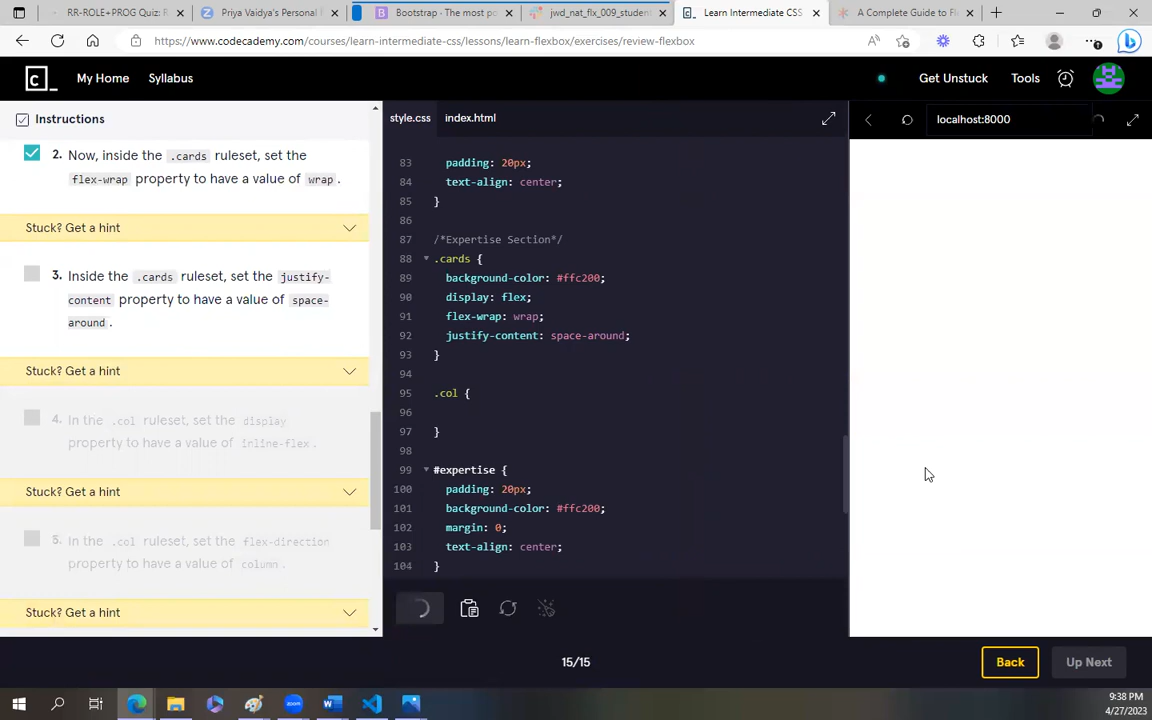 RR-ROLE+PROG Quiz: R
Priya Vaidya's Personal
Bootstrap - The most po
jwd_nat_flx_009_student
Learn Intermediate CSS
A Complete Guide to Fl
https://www.codecademy.com/courses/learn-intermediate-css/lessons/learn-flexbox/exercises/review-flexbox
c_
My Home
Syllabus
Get Unstuck
Tools
Instructions
2. Now, inside the .cards ruleset, set the
flex-wrap property to have a value of wrap .
Stuck? Get a hint
3. Inside the .cards ruleset, set the justify-
content property to have a value of space-
around .
Stuck? Get a hint
4. In the .col ruleset, set the display
property to have a value of inline-flex .
Stuck? Get a hint
5. In the .col ruleset, set the flex-direction
property to have a value of column .
Stuck? Get a hint
style.css
index.html
83 padding: 20px;
84 text-align: center;
85 }
86
87 /*Expertise Section*/
88 .cards {
89 background-color: #ffc200;
90 display: flex;
91 flex-wrap: wrap;
92 justify-content: space-around;
93 }
94
95 .col {
96
97 }
98
99 #expertise {
100 padding: 20px;
101 background-color: #ffc200;
102 margin: 0;
103 text-align: center;
104 }
localhost:8000
15/15
Back
Up Next
9:38 PM
4/27/2023